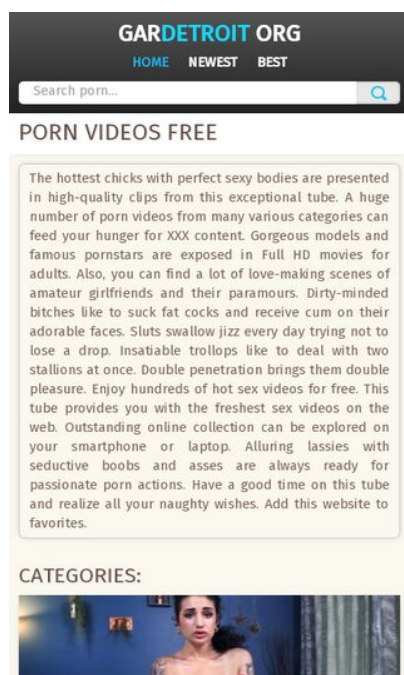 GARDETROIT ORG
HOME NEWEST BEST
Search porn...
PORN VIDEOS FREE
The hottest chicks with perfect sexy bodies are presented
in high-quality clips from this exceptional tube. A huge
number of porn videos from many various categories can
feed your hunger for XXX content. Gorgeous models and
famous pornstars are exposed in Full HD movies for
adults. Also, you can find a lot of love-making scenes of
amateur girlfriends and their paramours. Dirty-minded
bitches like to suck fat cocks and receive cum on their
adorable faces. Sluts swallow jizz every day trying not to
lose a drop. Insatiable trollops like to deal with two
stallions at once. Double penetration brings them double
pleasure. Enjoy hundreds of hot sex videos for free. This
tube provides you with the freshest sex videos on the
web. Outstanding online collection can be explored on
your smartphone or laptop. Alluring lassies with
seductive boobs and asses are always ready for
passionate porn actions. Have a good time on this tube
and realize all your naughty wishes. Add this website to
favorites.
CATEGORIES: